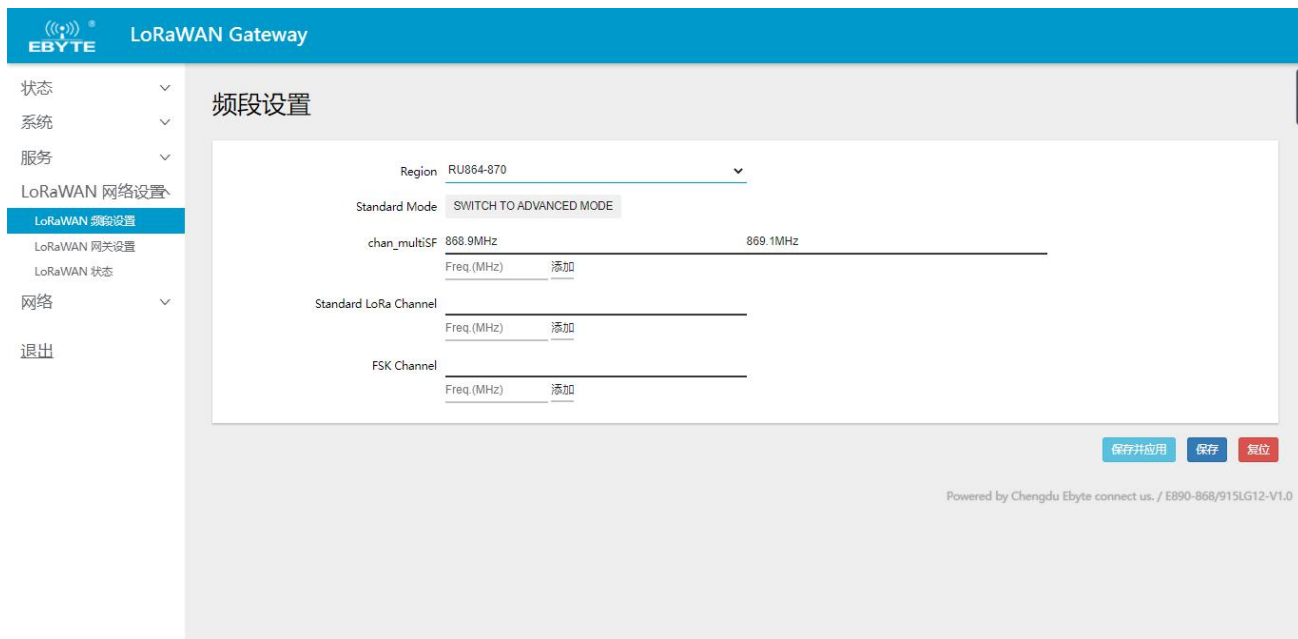 ((•)) ®
EBYTE
LoRaWAN Gateway
状态
系统
服务
LoRaWAN 网络设置
LoRaWAN 频段设置
LoRaWAN 网关设置
LoRaWAN 状态
网络
退出
频段设置
Region RU864-870
Standard Mode SWITCH TO ADVANCED MODE
chan_multiSF 868.9MHz 869.1MHz
Freq.(MHz) 添加
Standard LoRa Channel
Freq.(MHz) 添加
FSK Channel
Freq.(MHz) 添加
保存并应用 保存 复位
Powered by Chengdu Ebyte connect us. / E890-868/915LG12-V1.0